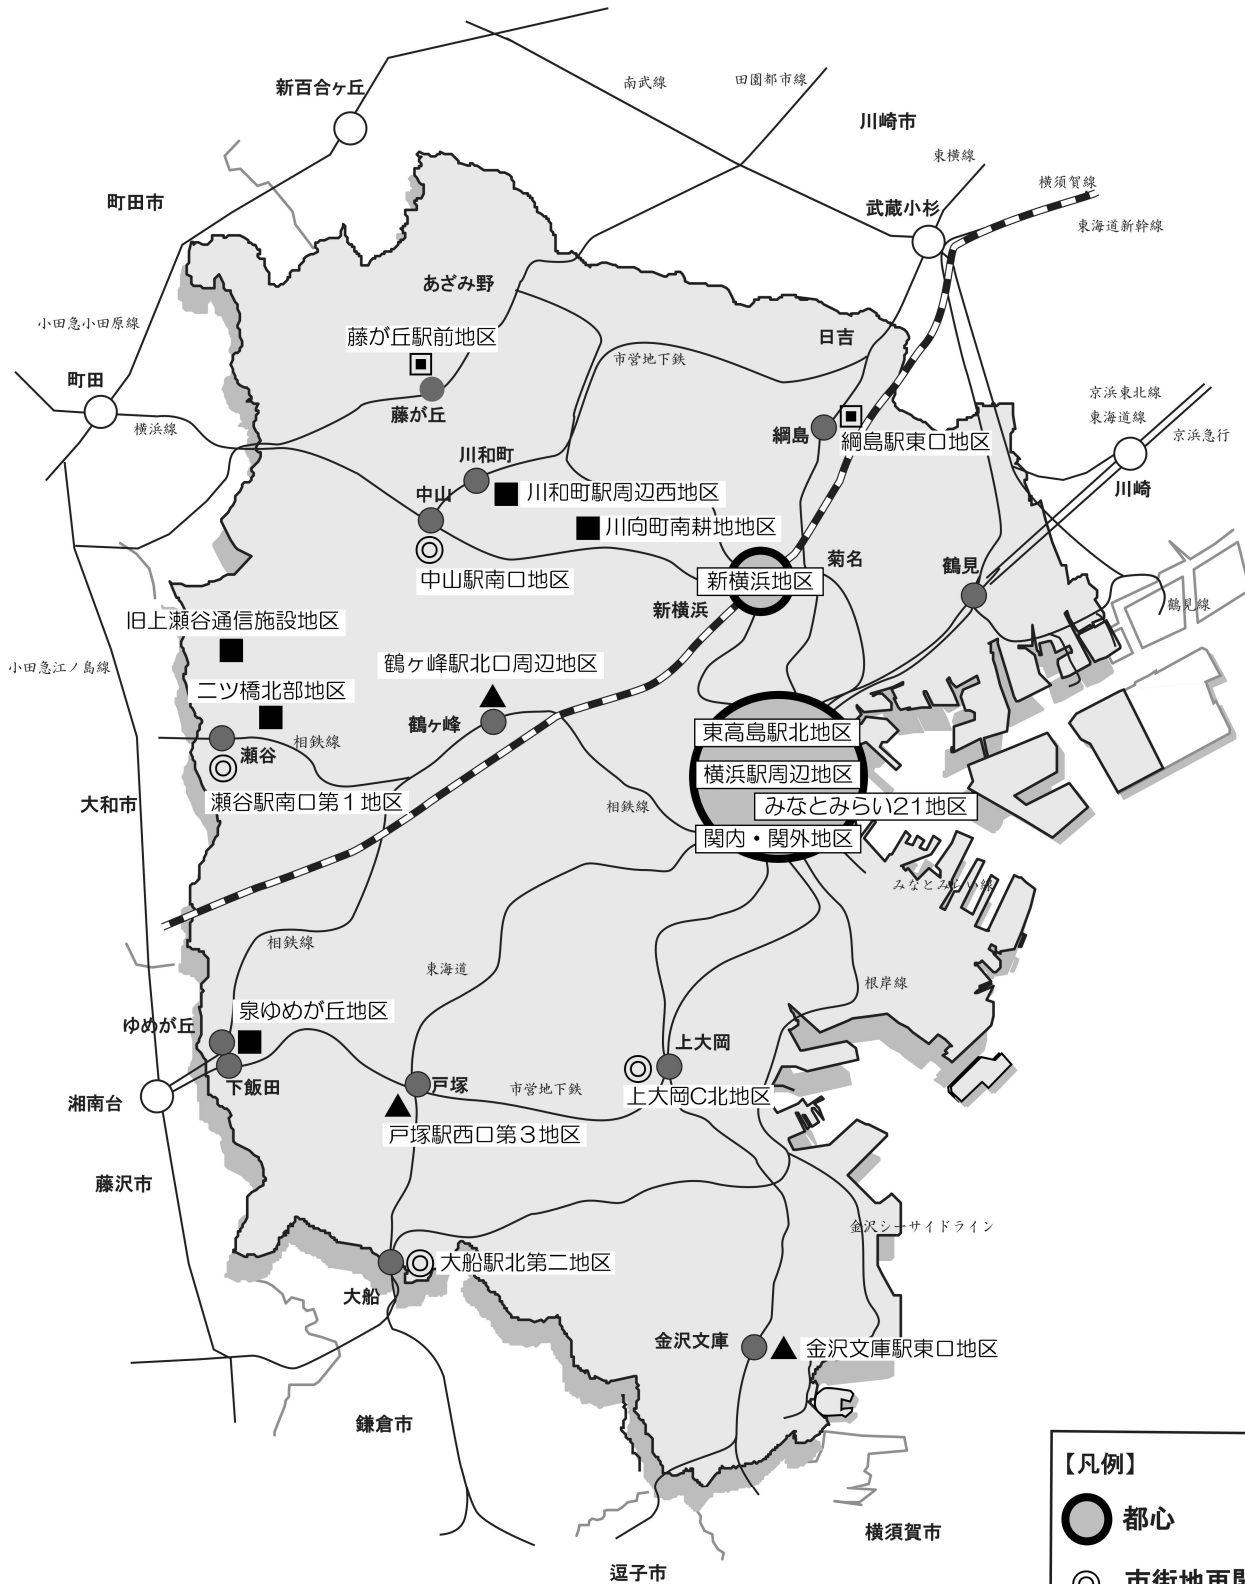 新百合ヶ丘
南武線
田園都市線
川崎市
東横線
横須賀線
町田市
武蔵小杉
東海道新幹線
あざみ野
小田急小田原線
藤が丘駅前地区
日吉
市営地下鉄
町田
京浜東北線
東海道線
藤が丘
横浜線
綱島
綱島駅東口地区
京浜急行
川和町
川崎
中山
川和町駅周辺西地区
川向町南耕地地区
菊名
鶴見
中山駅南口地区
新横浜地区
新横浜
鶴見線
旧上瀬谷通信施設地区
小田急江ノ島線
鶴ヶ峰駅北口周辺地区
二ツ橋北部地区
鶴ヶ峰
東高島駅北地区
相鉄線
瀬谷
横浜駅周辺地区
瀬谷駅南口第1地区
大和市
相鉄線
みなとみらい21地区
関内・関外地区
みなとみらい線
相鉄線
東海道
根岸線
泉ゆめが丘地区
ゆめが丘
上大岡
下飯田
戸塚
市営地下鉄
上大岡C北地区
湘南台
戸塚駅西口第3地区
藤沢市
金沢シーサイドライン
大船駅北第二地区
大船
金沢文庫
金沢文庫駅東口地区
鎌倉市
【凡例】
都心
横須賀市
逗子市